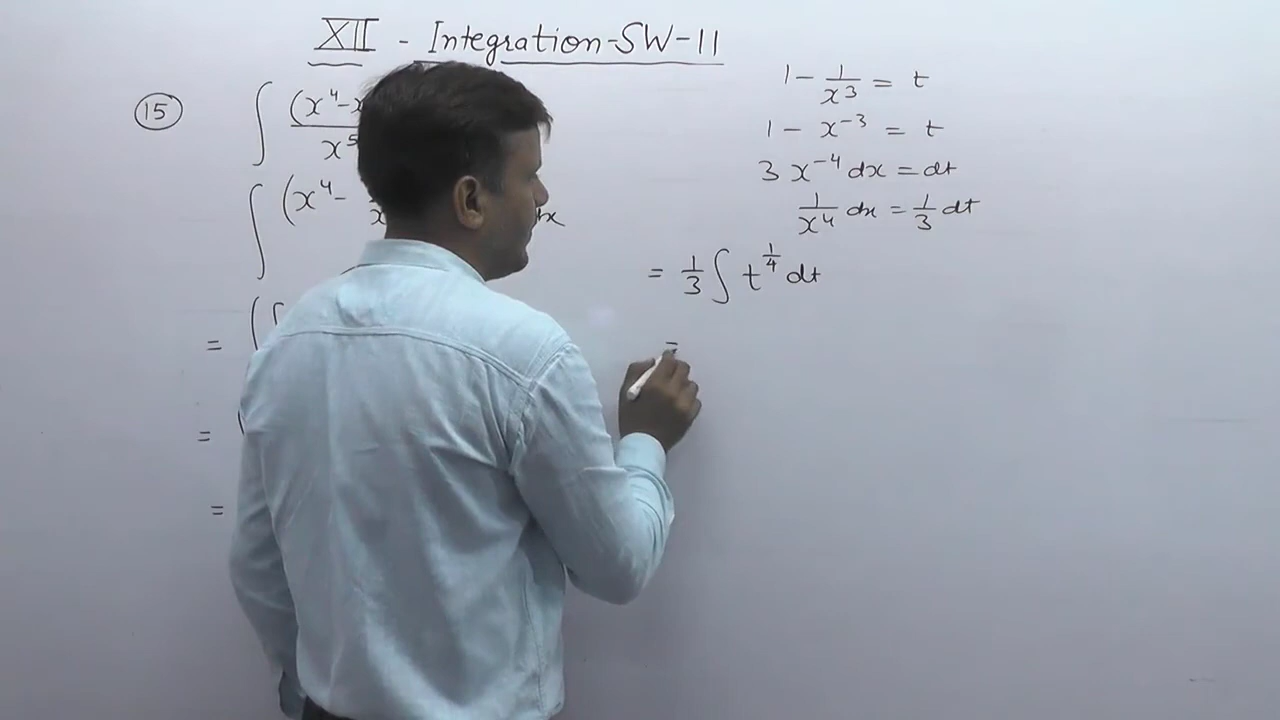 XII - Integration-SW-11
15 ∫ (x⁴-x
x⁵
∫ (x⁴- x dx
=
=
=
1 - 1/x³ = t
1 - x⁻³ = t
3 x⁻⁴ dx = dt
1/x⁴ dx = 1/3 dt
= 1/3 ∫ t^1/4 dt
=